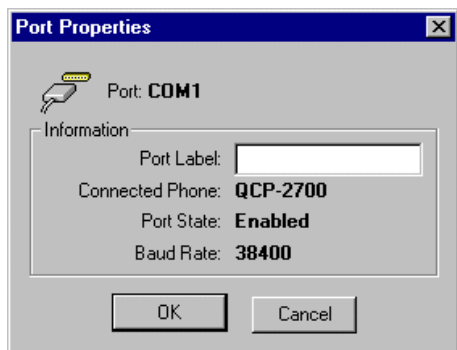 Port Properties
Port: COM1
Information
Port Label:
Connected Phone: QCP-2700
Port State: Enabled
Baud Rate: 38400
OK Cancel